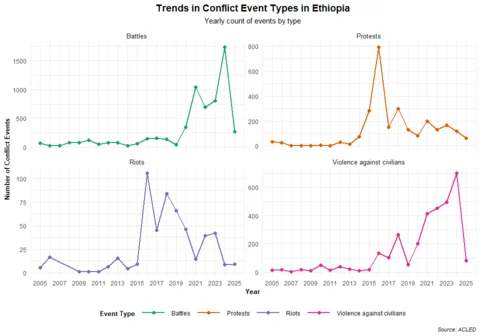 Trends in Conflict Event Types in Ethiopia
Yearly count of events by type
Battles
Protests
1500
1000
500
0
800
600
400
200
0
Number of Conflict Events
Riots
Violence against civilians
100
75
50
25
0
600
400
200
0
2005 2007 2009 2011 2013 2015 2017 2019 2021 2023 2025
2005 2007 2009 2011 2013 2015 2017 2019 2021 2023 2025
Year
Event Type Battles Protests Riots Violence against civilians
Source: ACLED